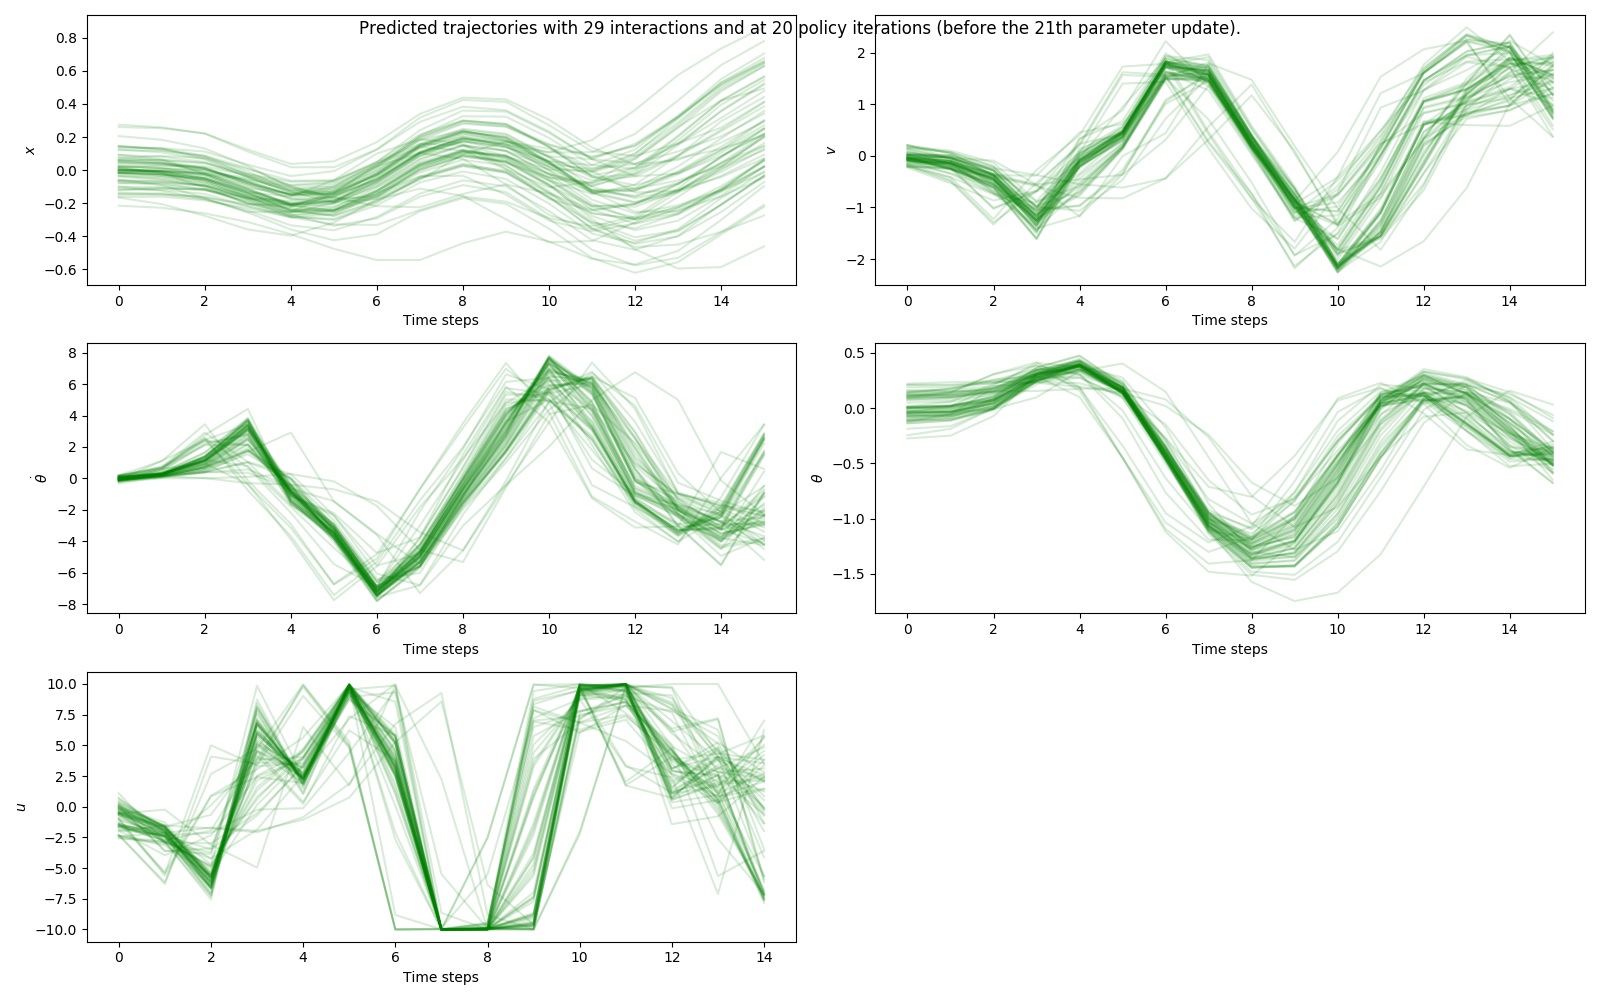 Predicted trajectories with 29 interactions and at 20 policy iterations (before the 21th parameter update).
0.8
0.6
0.4
0.2
0.0
−0.2
−0.4
−0.6
x
0 2 4 6 8 10 12 14
Time steps
2
1
0
−1
−2
v
0 2 4 6 8 10 12 14
Time steps
8
6
4
2
0
−2
−4
−6
−8
θ̇
0 2 4 6 8 10 12 14
Time steps
0.5
0.0
−0.5
−1.0
−1.5
θ
0 2 4 6 8 10 12 14
Time steps
10.0
7.5
5.0
2.5
0.0
−2.5
−5.0
−7.5
−10.0
u
0 2 4 6 8 10 12 14
Time steps